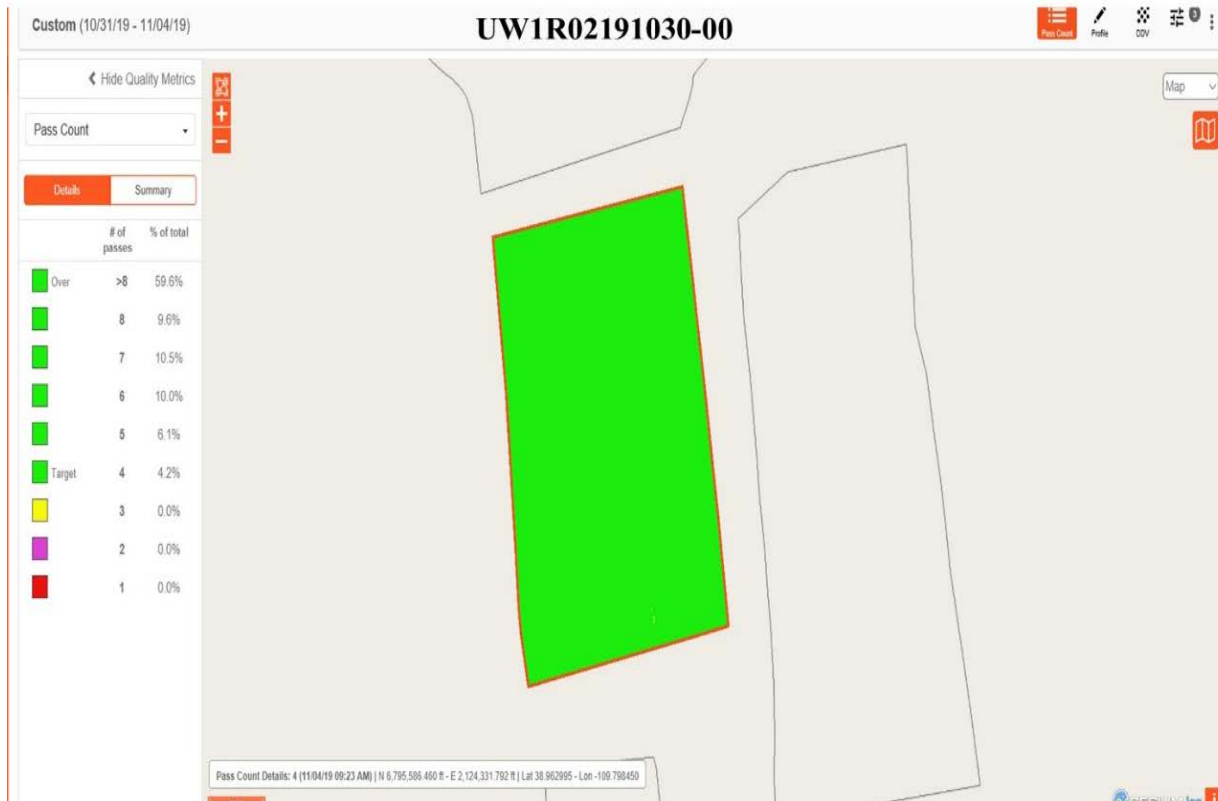 Custom (10/31/19 - 11/04/19)
UW1R02191030-00
Pass Count
Profile
CCV
3
Hide Quality Metrics
Map
Pass Count
Details
Summary
# of passes
% of total
Over >8 59.6%
8 9.6%
7 10.5%
6 10.0%
5 6.1%
Target 4 4.2%
3 0.0%
2 0.0%
1 0.0%
Pass Count Details: 4 (11/04/19 09:23 AM) | N 6,795,586.460 ft - E 2,124,331.792 ft | Lat 38.962995 - Lon -109.798450